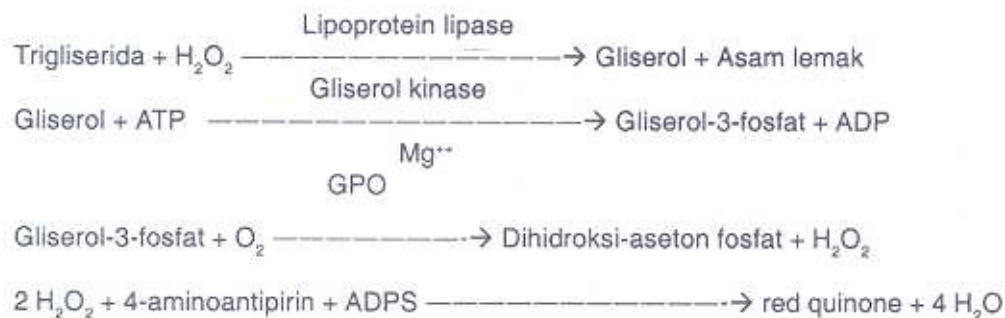 Lipoprotein lipase
Trigliserida + H₂O₂ ————————→ Gliserol + Asam lemak
Gliserol kinase
Gliserol + ATP ————————→ Gliserol-3-fosfat + ADP
Mg⁺⁺
GPO
Gliserol-3-fosfat + O₂ ————————→ Dihidroksi-aseton fosfat + H₂O₂
2 H₂O₂ + 4-aminoantipirin + ADPS ————————→ red quinone + 4 H₂O